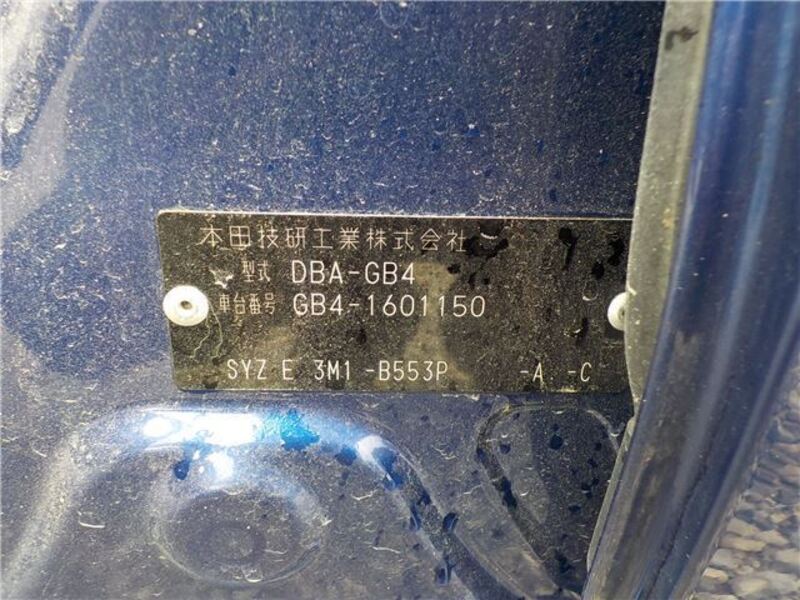 本田技研工業株式会社
型式 DBA-GB4
車台番号 GB4-1601150
SYZ E 3M1 -B553P -A -C